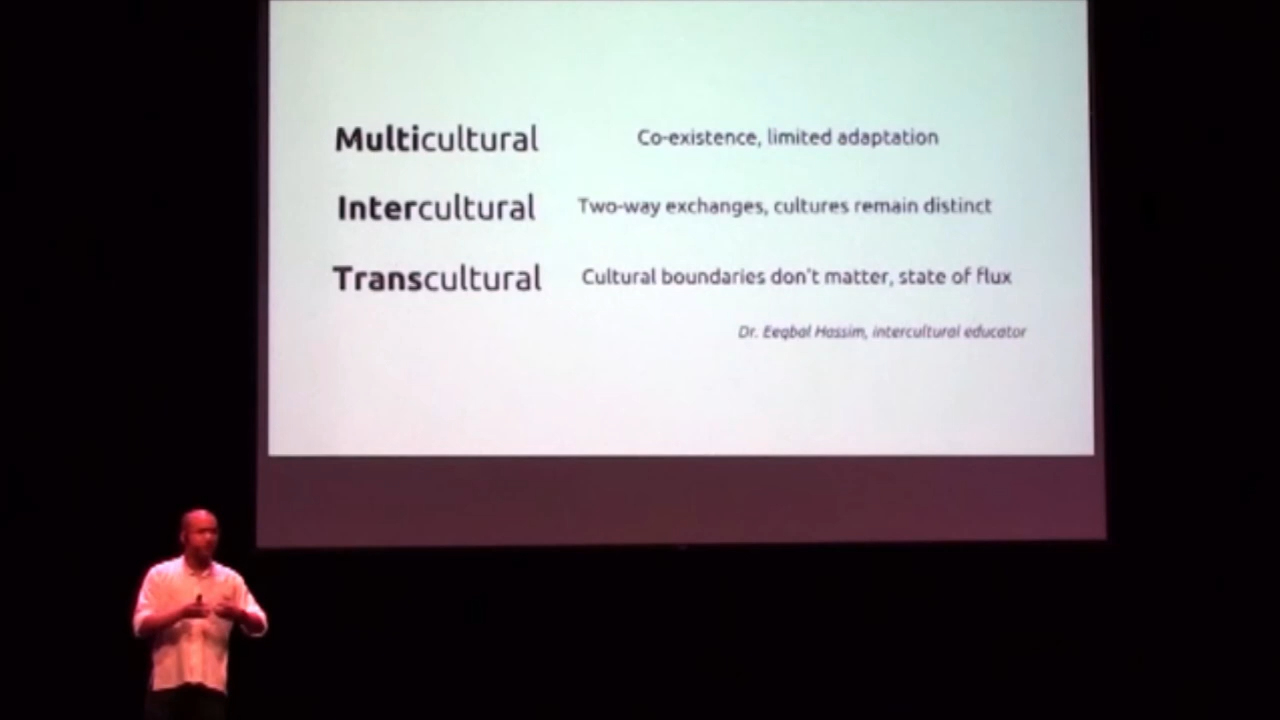 Multicultural Co-existence, limited adaptation
Intercultural Two-way exchanges, cultures remain distinct
Transcultural Cultural boundaries don't matter, state of flux
Dr. Eeqbal Hassim, intercultural educator